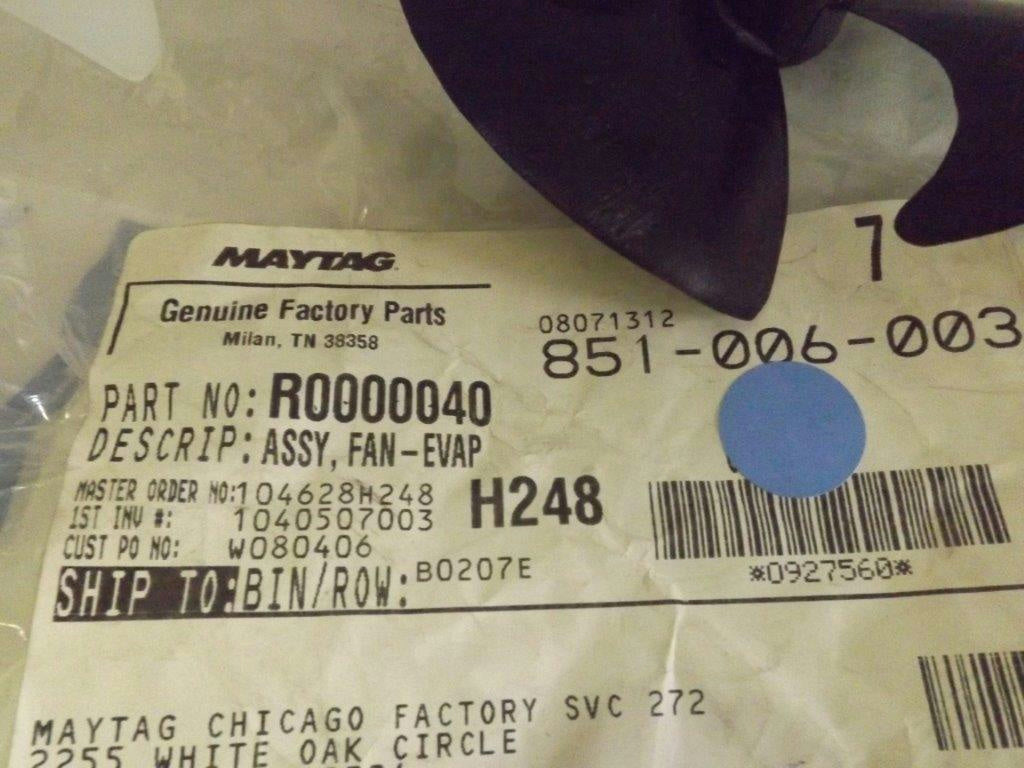 MAYTAG
Genuine Factory Parts
Milan, TN 38358
7
08071312
851-006-003
PART NO: R0000040
DESCRIP: ASSY, FAN-EVAP
MASTER ORDER NO: 104628H248
1ST INV #: 1040507003
CUST PO NO: W080406
H248
*0927560*
SHIP TO: BIN/ROW: B0207E
MAYTAG CHICAGO FACTORY SVC 272
2255 WHITE OAK CIRCLE